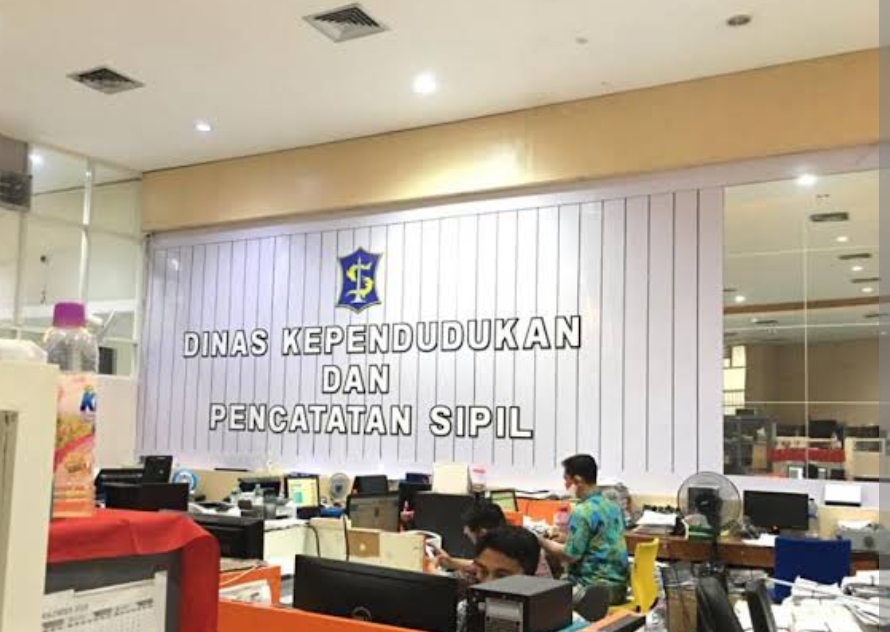 DINAS KEPENDUDUKAN
DAN
PENCATATAN SIPIL